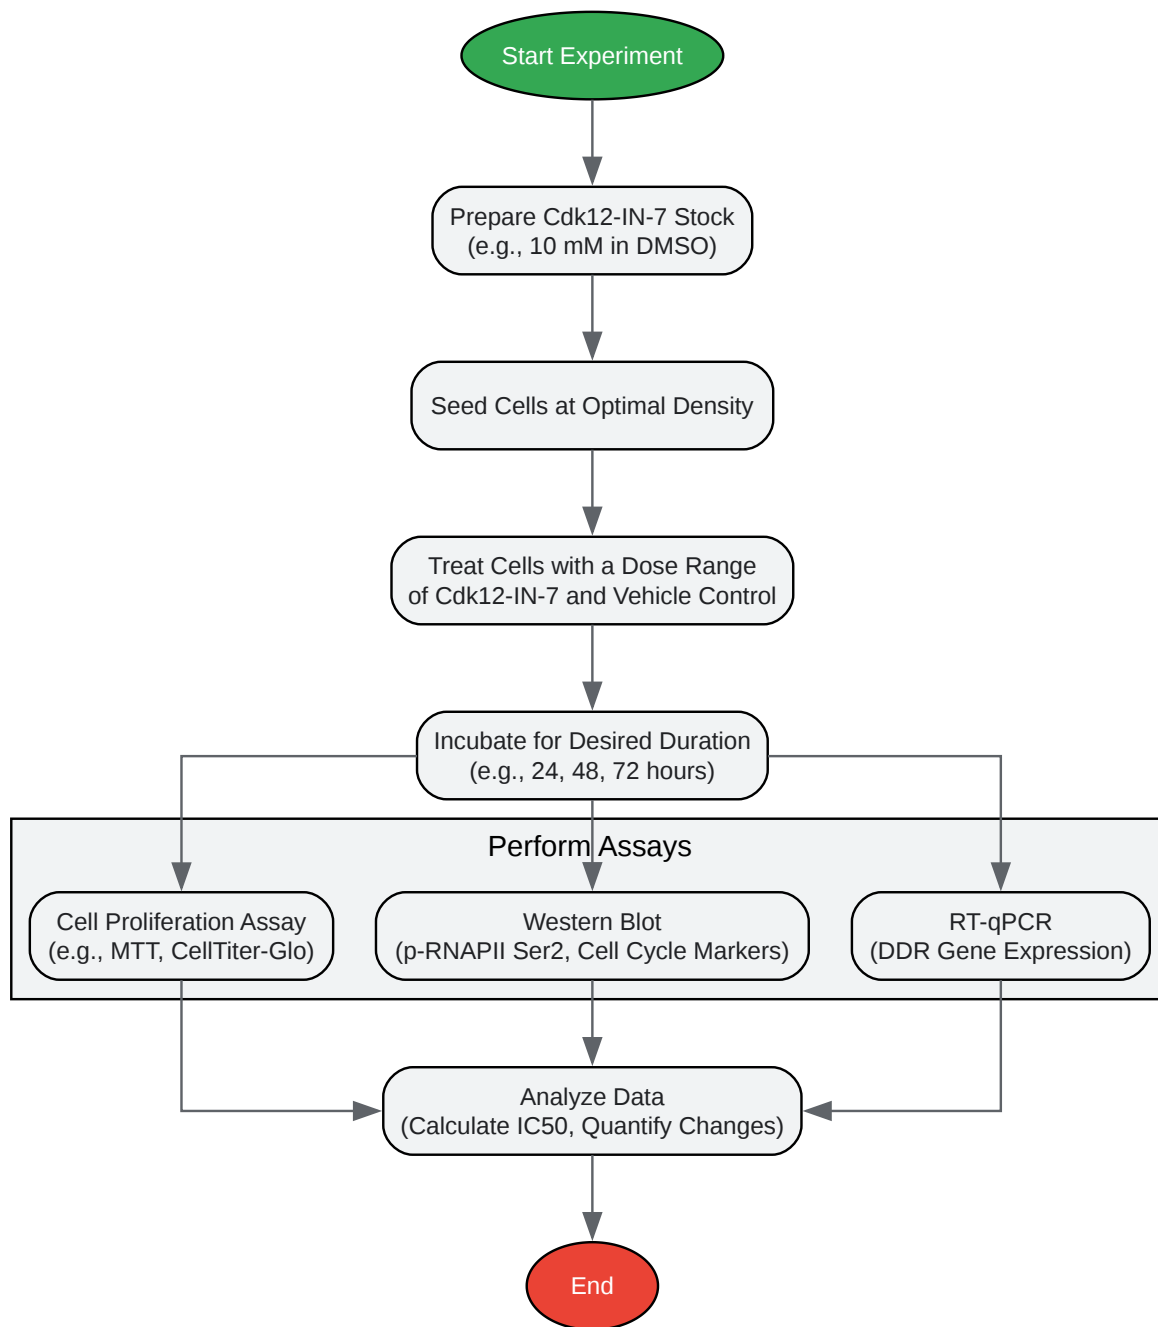 Start Experiment
Prepare Cdk12-IN-7 Stock
(e.g., 10 mM in DMSO)
Seed Cells at Optimal Density
Treat Cells with a Dose Range
of Cdk12-IN-7 and Vehicle Control
Incubate for Desired Duration
(e.g., 24, 48, 72 hours)
Perform Assays
Cell Proliferation Assay
(e.g., MTT, CellTiter-Glo)
Western Blot
(p-RNAPII Ser2, Cell Cycle Markers)
RT-qPCR
(DDR Gene Expression)
Analyze Data
(Calculate IC50, Quantify Changes)
End